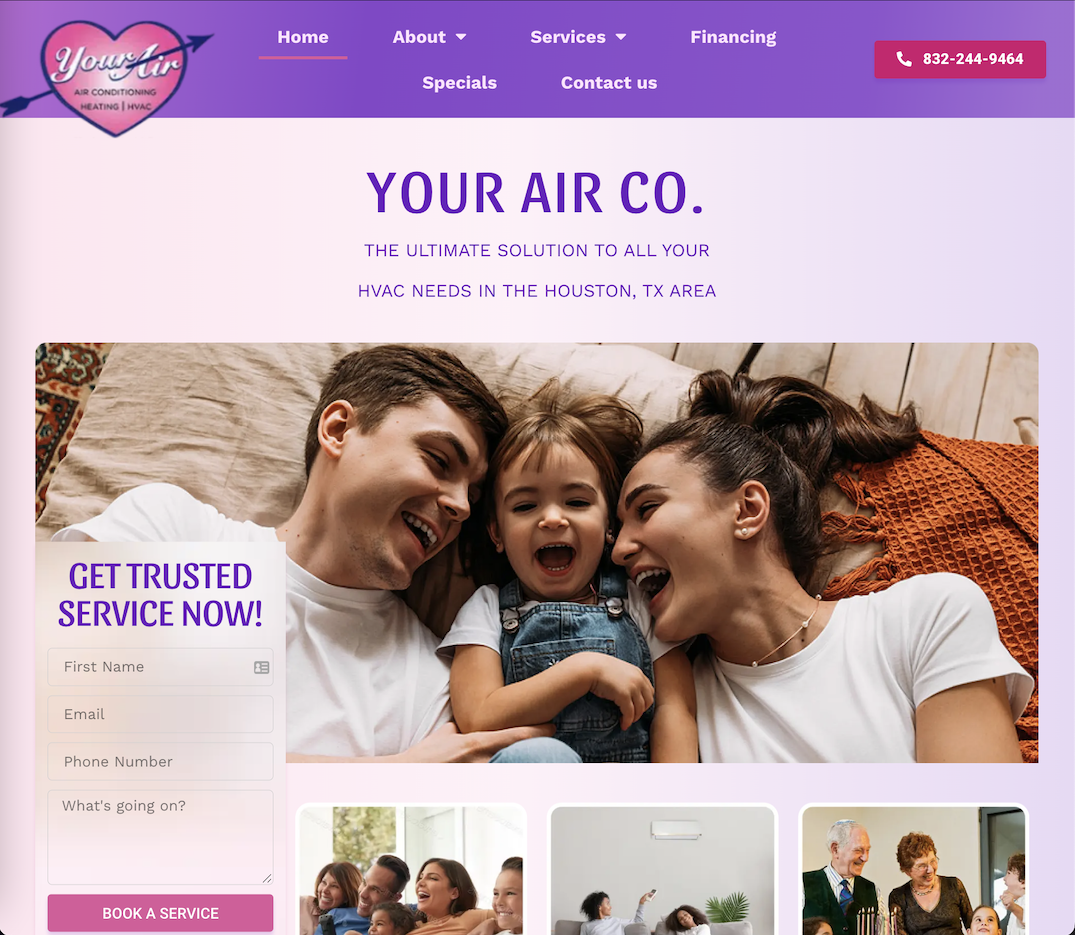 Your Air
AIR CONDITIONING
HEATING | HVAC
Home
About
Services
Financing
Specials
Contact us
832-244-9464
YOUR AIR CO.
THE ULTIMATE SOLUTION TO ALL YOUR
HVAC NEEDS IN THE HOUSTON, TX AREA
GET TRUSTED
SERVICE NOW!
First Name
Email
Phone Number
What's going on?
BOOK A SERVICE